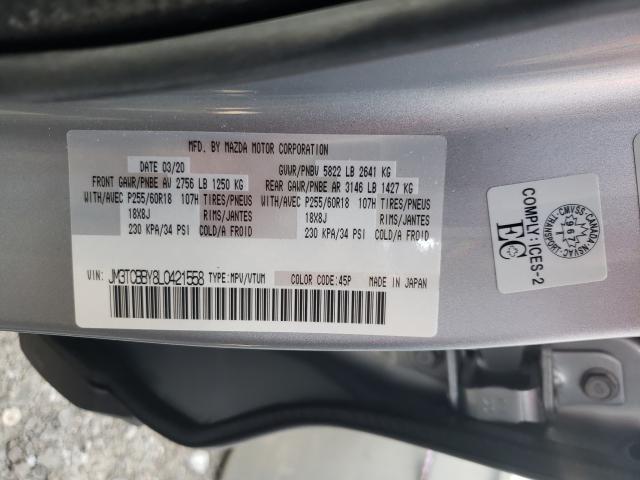 MFD. BY MAZDA MOTOR CORPORATION
DATE 03/20 GVWR/PNBV 5822 LB 2641 KG
FRONT GAWR/PNBE AV 2756 LB 1250 KG REAR GAWR/PNBE AR 3146 LB 1427 KG
WITH/AVEC P255/60R18 107H TIRES/PNEUS WITH/AVEC P255/60R18 107H TIRES/PNEUS
18X8J RIMS/JANTES 18X8J RIMS/JANTES
230 KPA/34 PSI COLD/A FROID 230 KPA/34 PSI COLD/A FROID
VIN: JM3TCBBY8L0421558 TYPE:MPV/VTUM COLOR CODE:45P MADE IN JAPAN
COMPLY:ICES-2
EC
CMVSS·CANADA·NSVAC